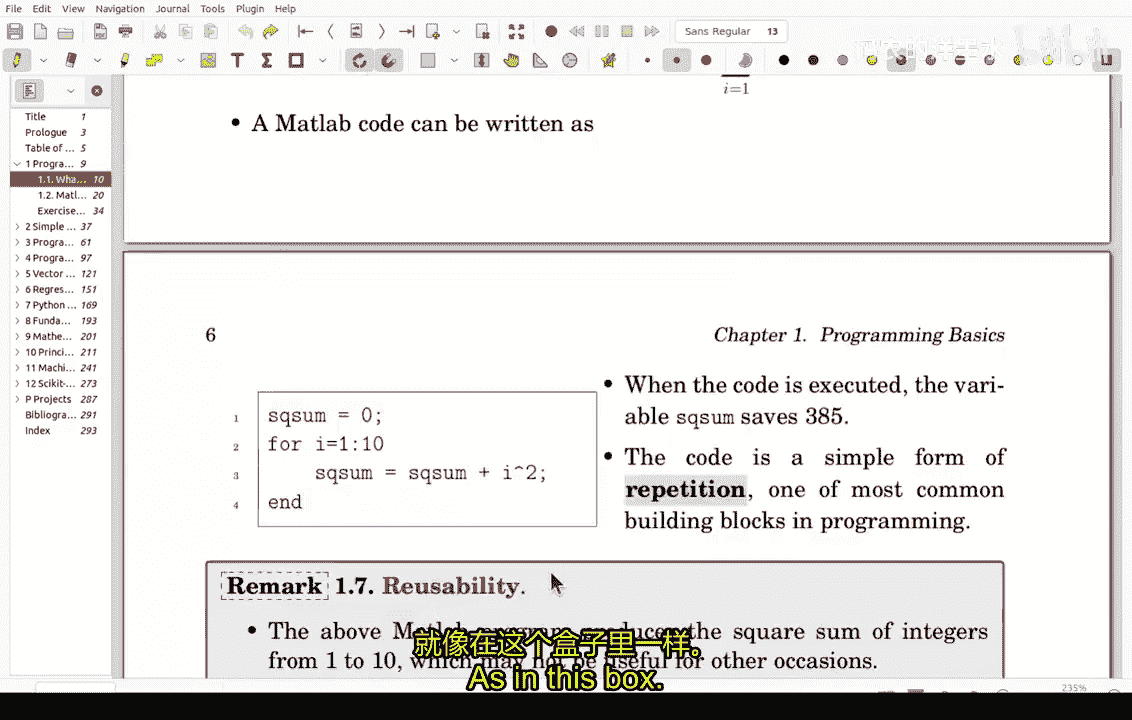 File Edit View Navigation Journal Tools Plugin Help
Sans Regular 13
Title 1
Prologue 3
Table of ... 5
1 Progra... 9
1.1. Wha... 10
1.2. Matl... 20
Exercise... 34
2 Simple ... 37
3 Progra... 61
4 Progra... 97
5 Vector ... 121
6 Regres... 151
7 Python ... 169
8 Funda... 193
9 Mathe... 201
10 Princi... 211
11 Machi... 241
12 Scikit-... 273
P Projects 287
Bibliogra... 291
Index 293
i=1
• A Matlab code can be written as
6 Chapter 1. Programming Basics
1 sqsum = 0;
2 for i=1:10
3 sqsum = sqsum + i^2;
4 end
• When the code is executed, the vari-
able sqsum saves 385.
• The code is a simple form of
repetition, one of most common
building blocks in programming.
Remark 1.7. Reusability.
• The above Matlab program produces the square sum of integers
from 1 to 10, which may not be useful for other occasions.
就像在这个盒子里一样。
As in this box.
235%